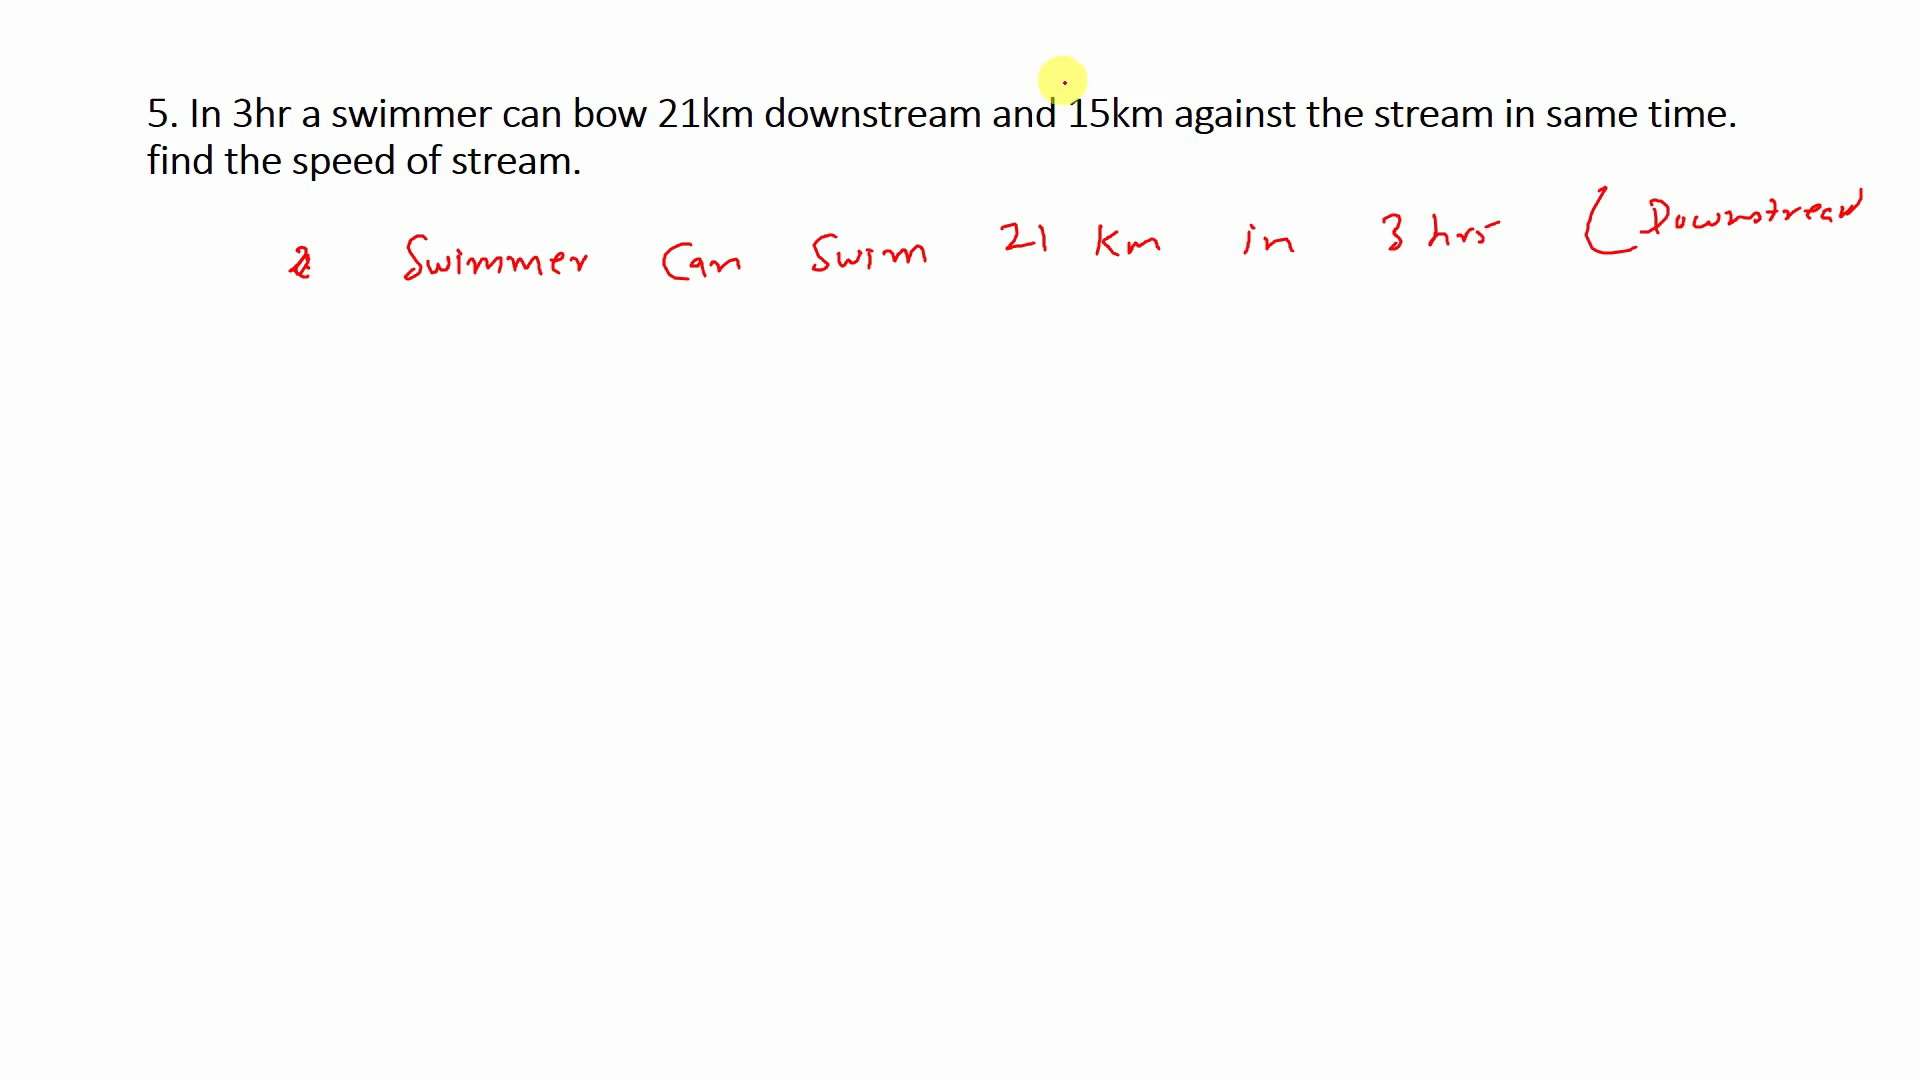 5. In 3hr a swimmer can bow 21km downstream and 15km against the stream in same time.
find the speed of stream.
Swimmer Can Swim 21 Km in 3 hrs (Downstream